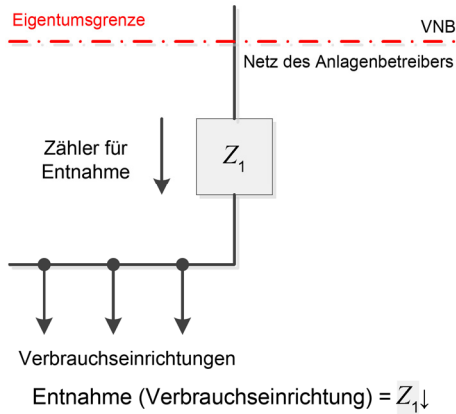 Eigentumsgrenze
VNB
Netz des Anlagenbetreibers
Zähler für
Entnahme
Z1
Verbrauchseinrichtungen
Entnahme (Verbrauchseinrichtung) = Z1↓